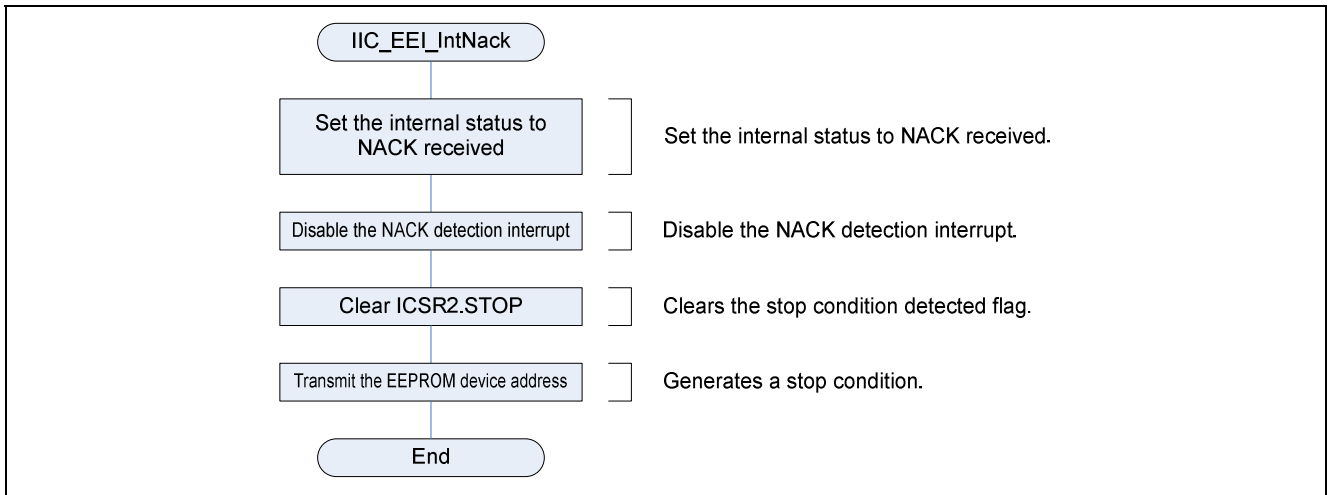 IIC_EEI_IntNack
Set the internal status to
NACK received
Set the internal status to NACK received.
Disable the NACK detection interrupt
Disable the NACK detection interrupt.
Clear ICSR2.STOP
Clears the stop condition detected flag.
Transmit the EEPROM device address
Generates a stop condition.
End